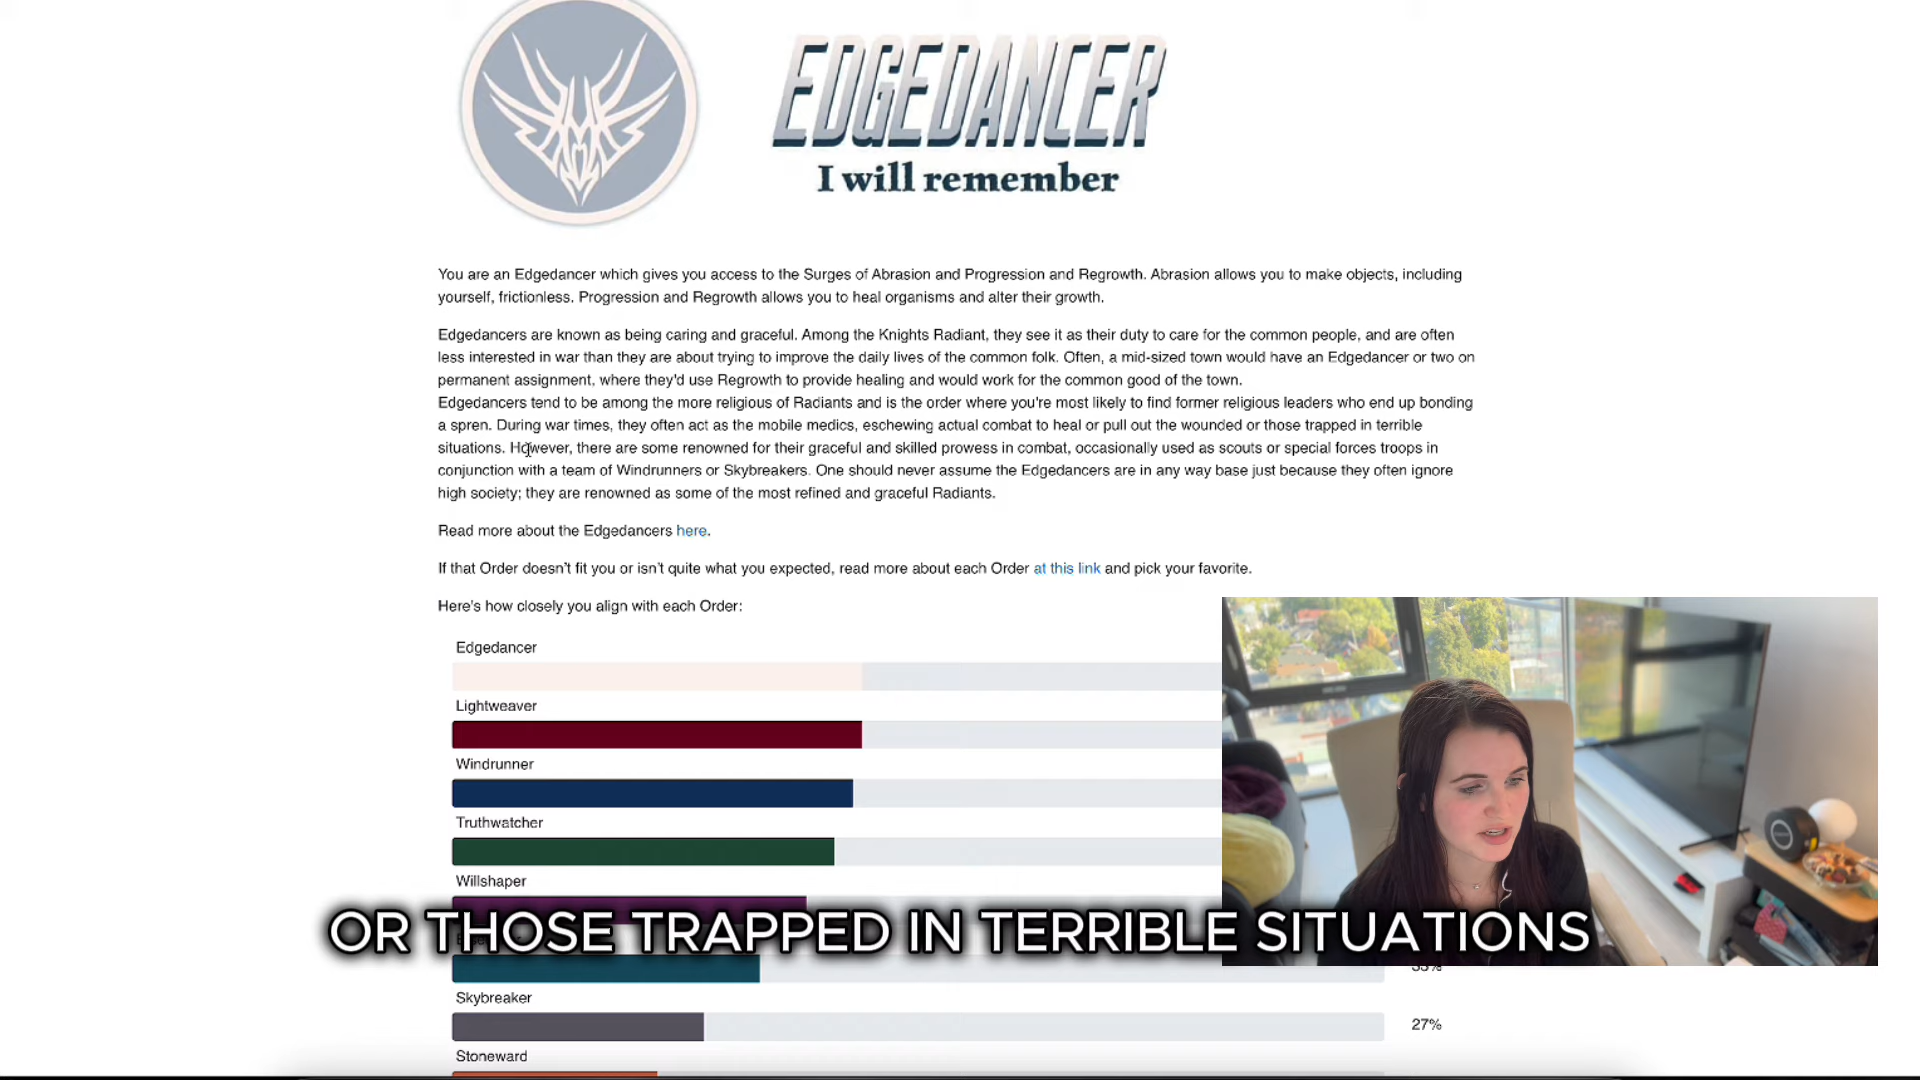 EDGEDANCER
I will remember
You are an Edgedancer which gives you access to the Surges of Abrasion and Progression and Regrowth. Abrasion allows you to make objects, including
yourself, frictionless. Progression and Regrowth allows you to heal organisms and alter their growth.
Edgedancers are known as being caring and graceful. Among the Knights Radiant, they see it as their duty to care for the common people, and are often
less interested in war than they are about trying to improve the daily lives of the common folk. Often, a mid-sized town would have an Edgedancer or two on
permanent assignment, where they'd use Regrowth to provide healing and would work for the common good of the town.
Edgedancers tend to be among the more religious of Radiants and is the order where you're most likely to find former religious leaders who end up bonding
a spren. During war times, they often act as the mobile medics, eschewing actual combat to heal or pull out the wounded or those trapped in terrible
situations. However, there are some renowned for their graceful and skilled prowess in combat, occasionally used as scouts or special forces troops in
conjunction with a team of Windrunners or Skybreakers. One should never assume the Edgedancers are in any way base just because they often ignore
high society; they are renowned as some of the most refined and graceful Radiants.
Read more about the Edgedancers here.
If that Order doesn't fit you or isn't quite what you expected, read more about each Order at this link and pick your favorite.
Here's how closely you align with each Order:
Edgedancer
Lightweaver
Windrunner
Truthwatcher
Willshaper
OR THOSE TRAPPED IN TERRIBLE SITUATIONS
Skybreaker
27%
Stoneward